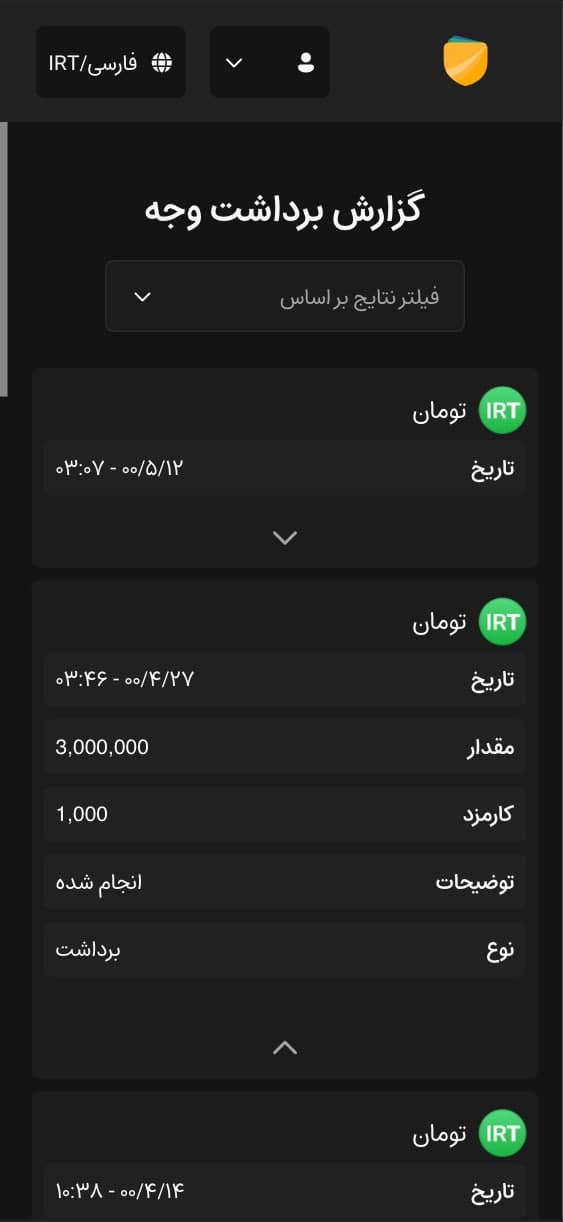 فارسی/IRT
گزارش برداشت وجه
فیلتر نتایج بر اساس
IRT تومان
تاریخ ۰۰/۵/۱۲ - ۰۳:۰۷
IRT تومان
تاریخ ۰۰/۴/۲۷ - ۰۳:۴۶
مقدار 3,000,000
کارمزد 1,000
توضیحات انجام شده
نوع برداشت
IRT تومان
تاریخ ۰۰/۴/۱۴ - ۱۰:۳۸